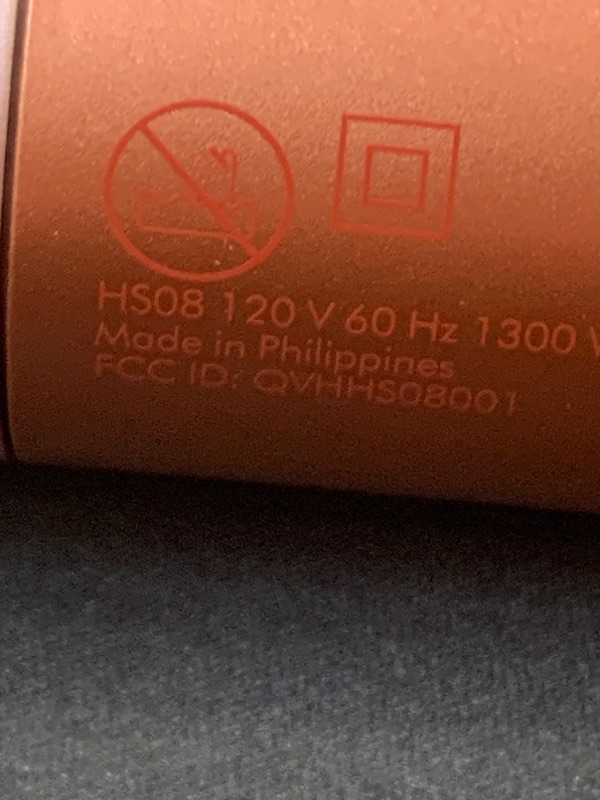 HS08 120 V 60 Hz 1300 W
Made in Philippines
FCC ID: QVHHS08001